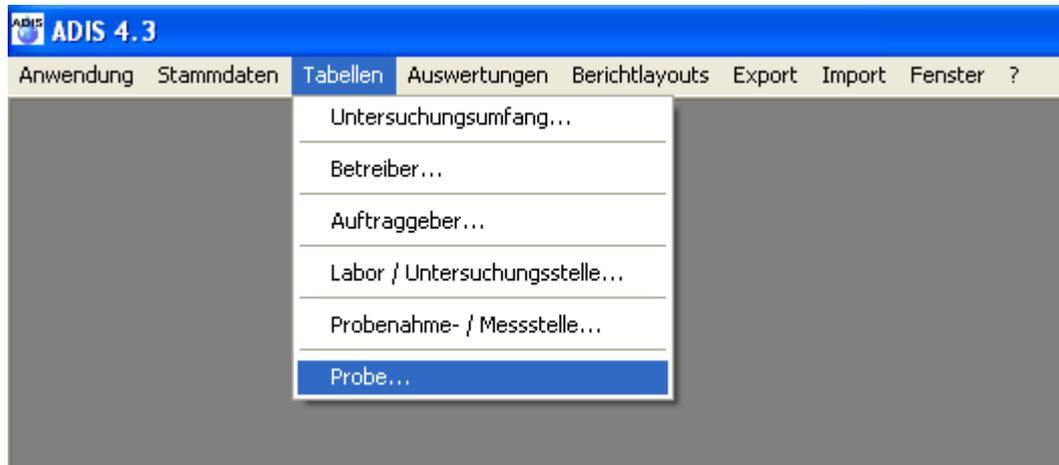 ADIS ADIS 4.3
Anwendung Stammdaten Tabellen Auswertungen Berichtlayouts Export Import Fenster ?
Untersuchungsumfang...
Betreiber...
Auftraggeber...
Labor / Untersuchungsstelle...
Probenahme- / Messstelle...
Probe...